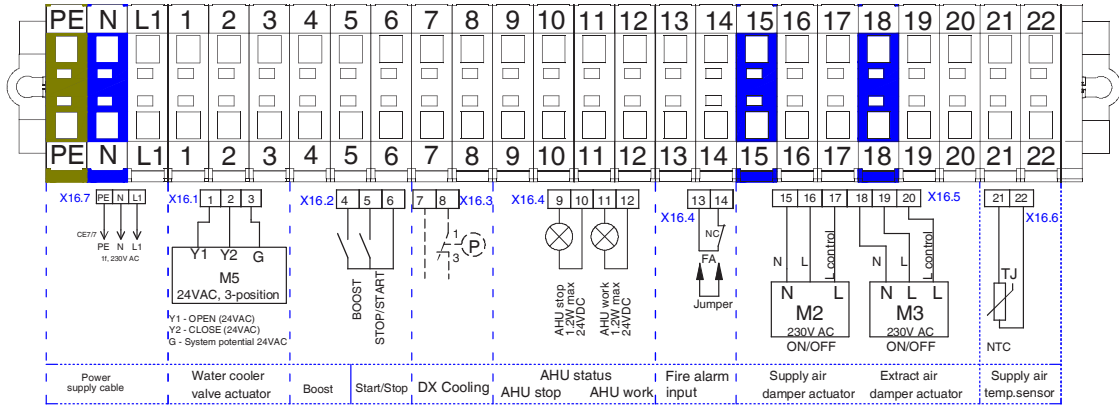 PE N L1 1 2 3 4 5 6 7 8 9 10 11 12 13 14 15 16 17 18 19 20 21 22
PE N L1 1 2 3 4 5 6 7 8 9 10 11 12 13 14 15 16 17 18 19 20 21 22
X16.7 PE N L1
CE7/7
PE N L1
1f, 230V AC
X16.1 1 2 3
Y1 Y2 G
M5
24VAC, 3-position
Y1 - OPEN (24VAC)
Y2 - CLOSE (24VAC)
G - System potential 24VAC
X16.2 4 5 6
BOOST
STOP/START
7 8 X16.3
1
P
3
X16.4 9 10 11 12
AHU stop
1.2W max
24VDC
AHU work
1.2W max
24VDC
X16.4 13 14
NC
FA
Jumper
15 16 17 18 19 20 X16.5
N L L control
N L
M2
230V AC
ON/OFF
N L L control
N L L
M3
230V AC
ON/OFF
21 22 X16.6
TJ
NTC
Power
supply cable
Water cooler
valve actuator
Boost
Start/Stop
DX Cooling
AHU status
AHU stop AHU work
Fire alarm
input
Supply air
damper actuator
Extract air
damper actuator
Supply air
temp.sensor